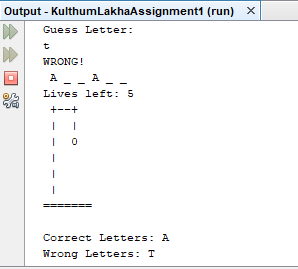 Output - KulthumLakhaAssignment1 (run) ×
Guess Letter:
t
WRONG!
 A _ _ A _ _
Lives left: 5
 +--+
 |  |
 |  0
 |
 |
 |
=======

Correct Letters: A
Wrong Letters: T